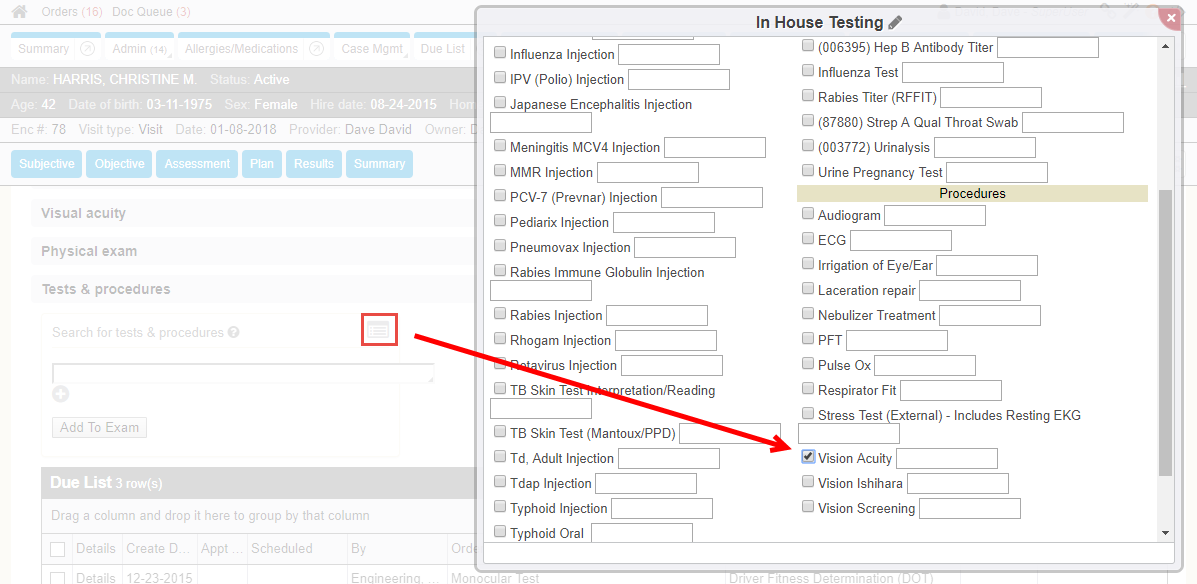 Orders (16) Doc Queue (3)
Summary Admin (14) Allergies/Medications Case Mgmt Due List
Name: HARRIS, CHRISTINE M. Status: Active
Age: 42 Date of birth: 03-11-1975 Sex: Female Hire date: 08-24-2015 Hom
Enc #: 78 Visit type: Visit Date: 01-08-2018 Provider: Dave David Owner: D
Subjective Objective Assessment Plan Results Summary
Visual acuity
Physical exam
Tests & procedures
Search for tests & procedures
Add To Exam
Due List 3 row(s)
Drag a column and drop it here to group by that column
Details Create D... Appt ... Scheduled By Orde
Details 12-23-2015 Engineering, ... Monocular Test Driver Fitness Determination (DOT)
In House Testing
Influenza Injection
IPV (Polio) Injection
Japanese Encephalitis Injection
Meningitis MCV4 Injection
MMR Injection
PCV-7 (Prevnar) Injection
Pediarix Injection
Pneumovax Injection
Rabies Immune Globulin Injection
Rabies Injection
Rhogam Injection
Rotavirus Injection
TB Skin Test Interpretation/Reading
TB Skin Test (Mantoux/PPD)
Td, Adult Injection
Tdap Injection
Typhoid Injection
Typhoid Oral
(006395) Hep B Antibody Titer
Influenza Test
Rabies Titer (RFFIT)
(87880) Strep A Qual Throat Swab
(003772) Urinalysis
Urine Pregnancy Test
Procedures
Audiogram
ECG
Irrigation of Eye/Ear
Laceration repair
Nebulizer Treatment
PFT
Pulse Ox
Respirator Fit
Stress Test (External) - Includes Resting EKG
Vision Acuity
Vision Ishihara
Vision Screening